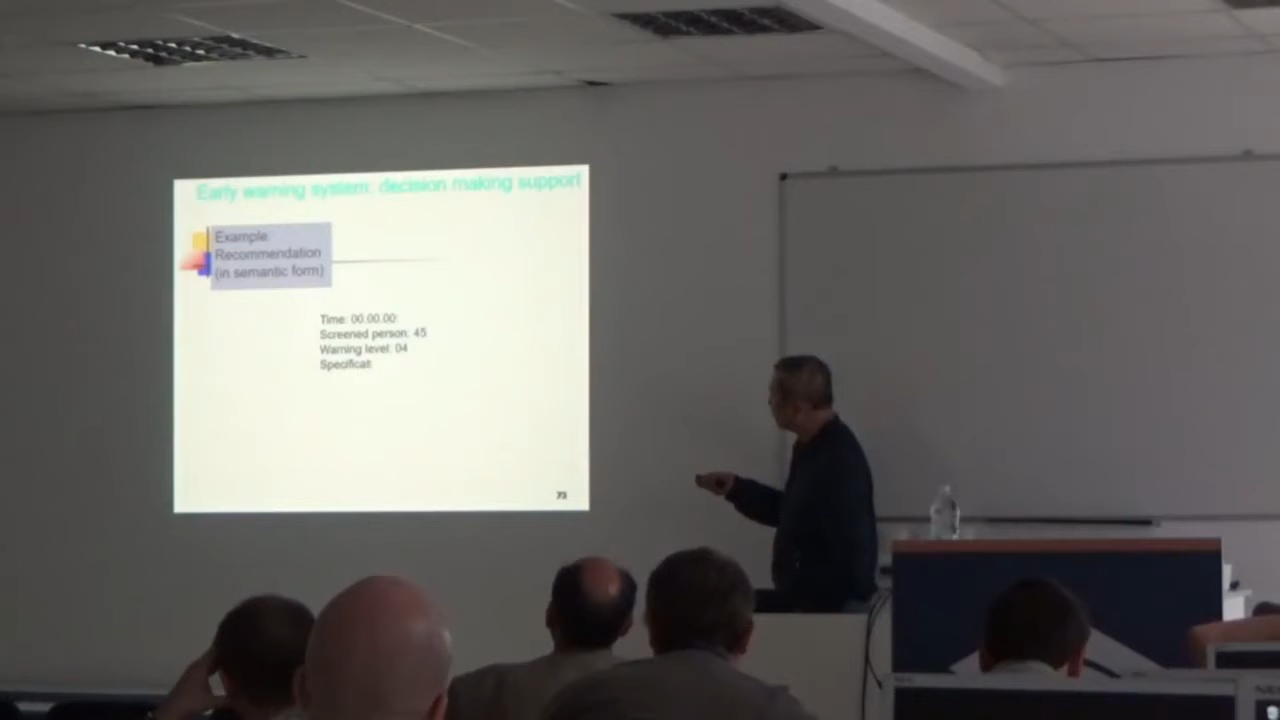 Early warning system: decision making support
Example:
Recommendation
(in semantic form)
Time: 00.00.00:
Screened person: 45
Warning level: 04
Specificati
73